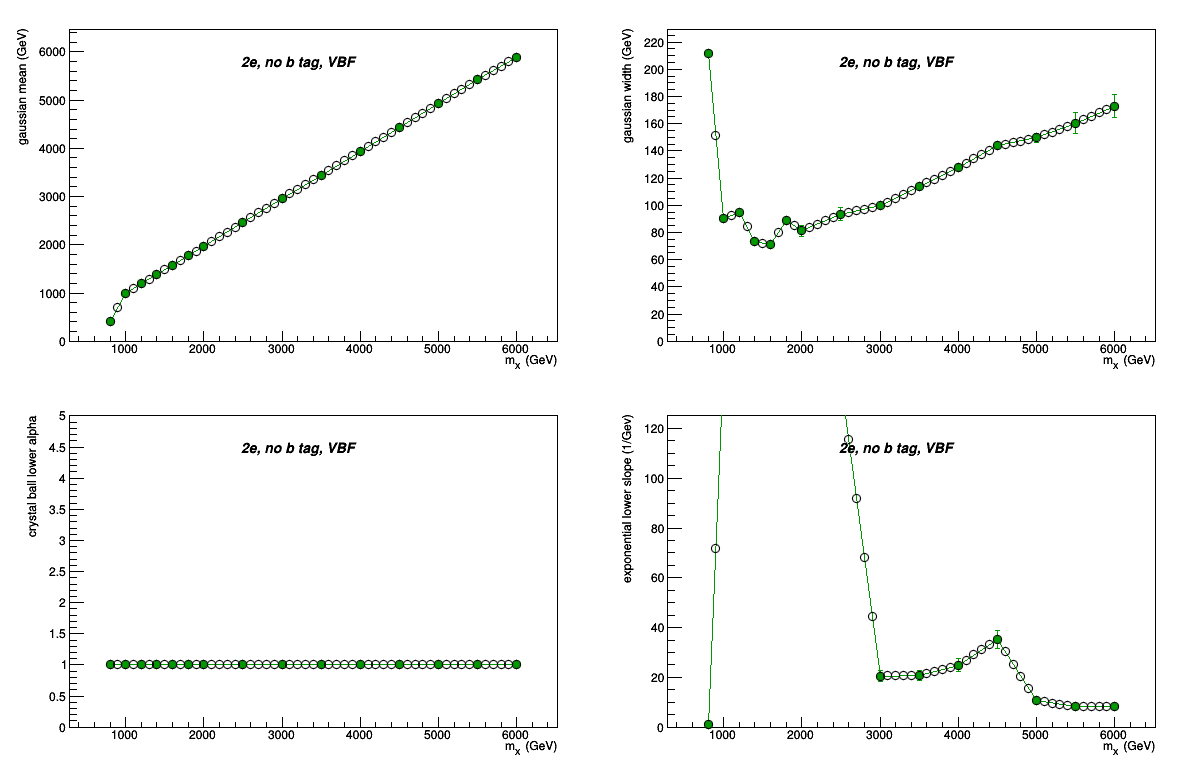 gaussian mean (GeV)
6000
5000
4000
3000
2000
1000
0
2e, no b tag, VBF
1000 2000 3000 4000 5000 6000
m_x (GeV)
gaussian width (GeV)
220
200
180
160
140
120
100
80
60
40
20
0
2e, no b tag, VBF
1000 2000 3000 4000 5000 6000
m_x (GeV)
crystal ball lower alpha
5
4.5
4
3.5
3
2.5
2
1.5
1
0.5
0
2e, no b tag, VBF
1000 2000 3000 4000 5000 6000
m_x (GeV)
exponential lower slope (1/Gev)
120
100
80
60
40
20
0
2e, no b tag, VBF
1000 2000 3000 4000 5000 6000
m_x (GeV)